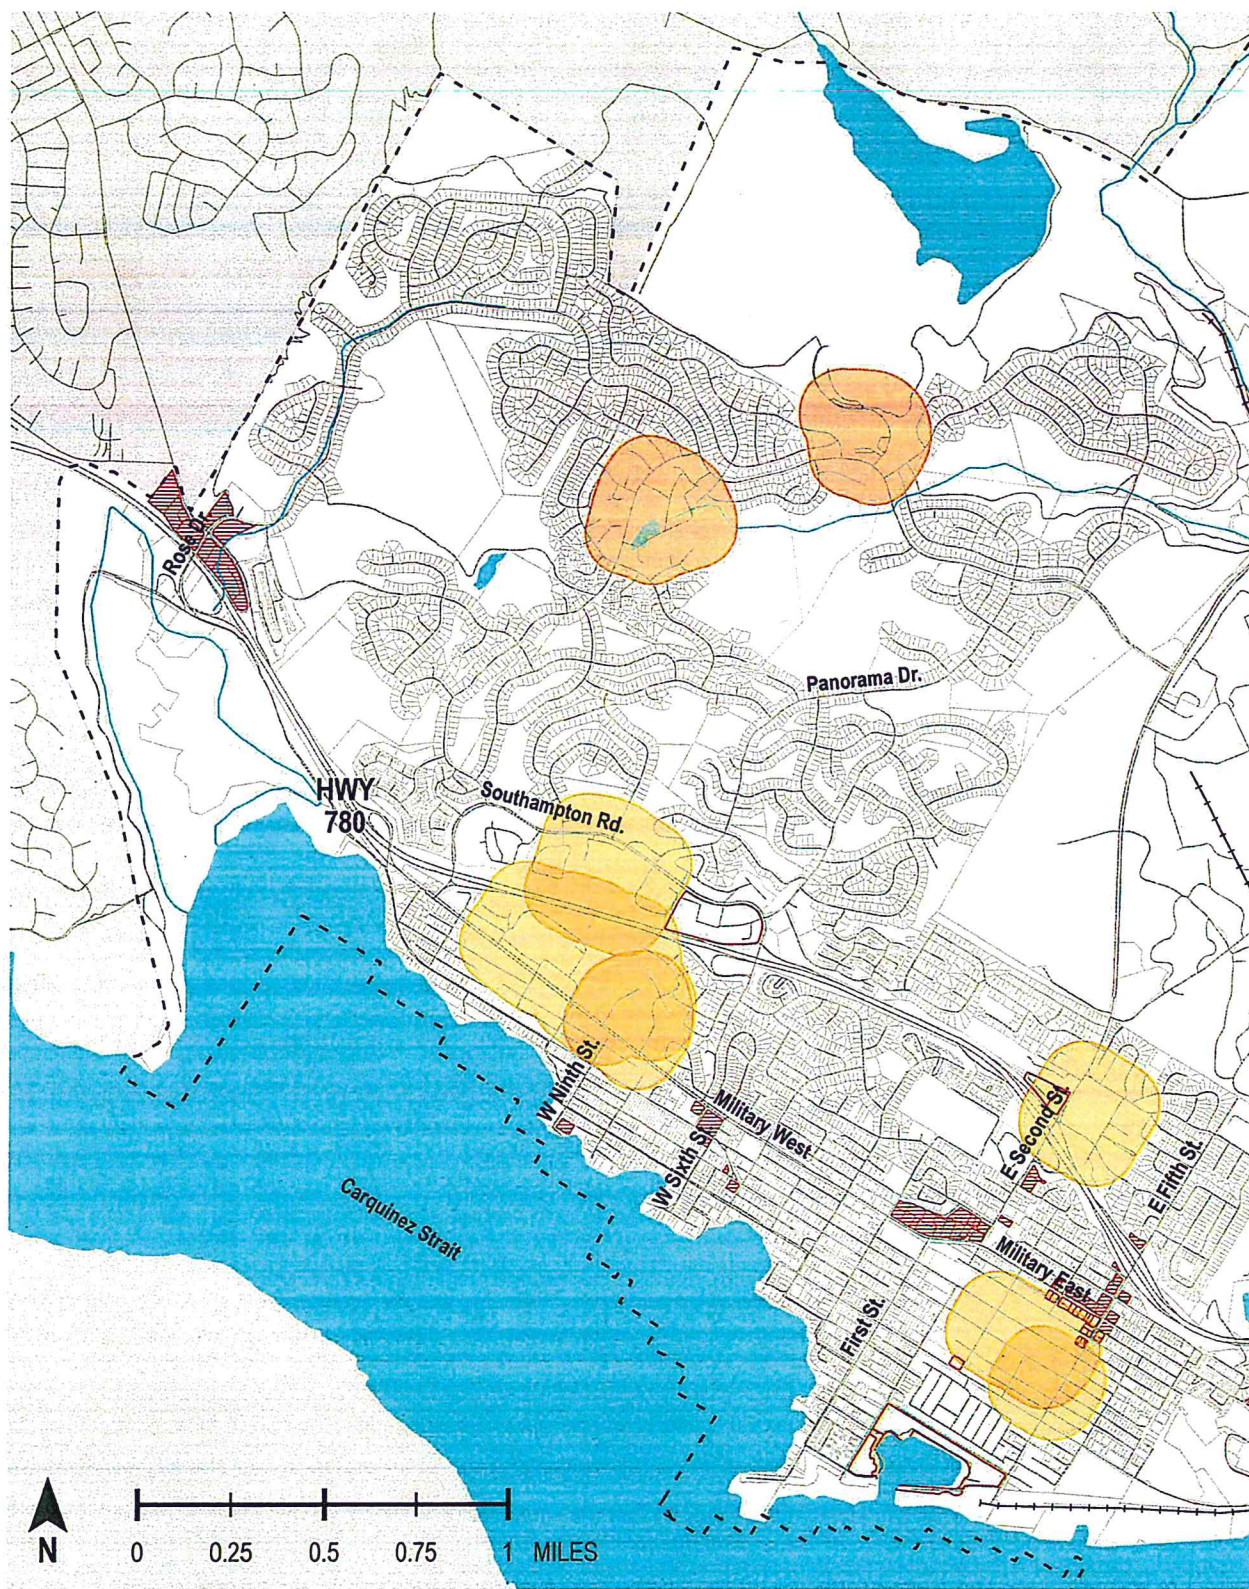 Rose Dr.
Panorama Dr.
HWY
780
Southampton Rd.
W Ninth St.
Military West
W Sixth St.
E Second St.
E Fifth St.
Carquinez Strait
Military East
First St.
N
0 0.25 0.5 0.75 1 MILES